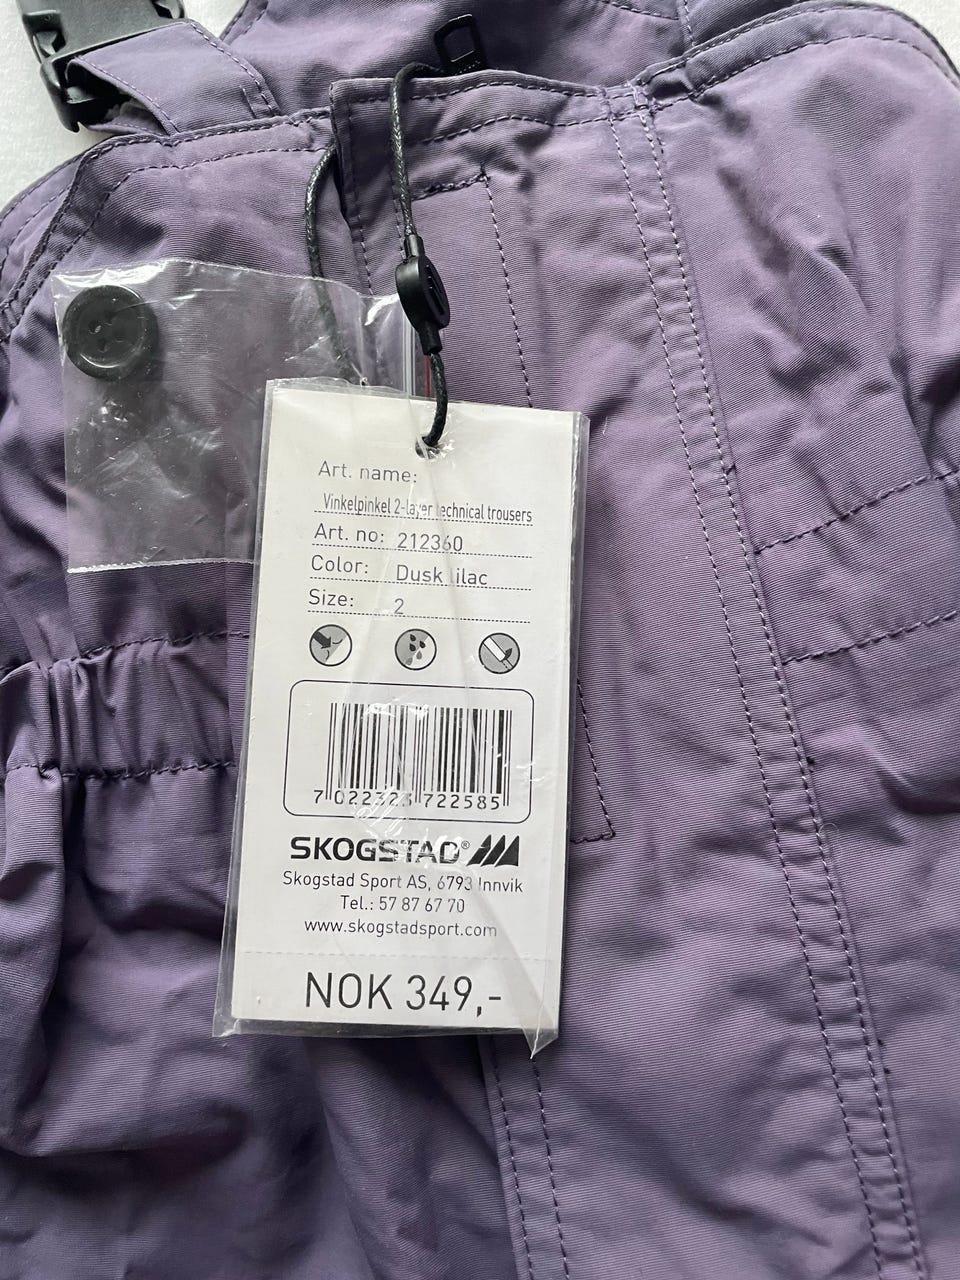 Art. name:
Vinkelpinkel 2-layer technical trousers
Art. no: 212360
Color: Dusk lilac
Size: 2
7 022323 722585
SKOGSTAD®
Skogstad Sport AS, 6793 Innvik
Tel.: 57 87 67 70
www.skogstadsport.com
NOK 349,-